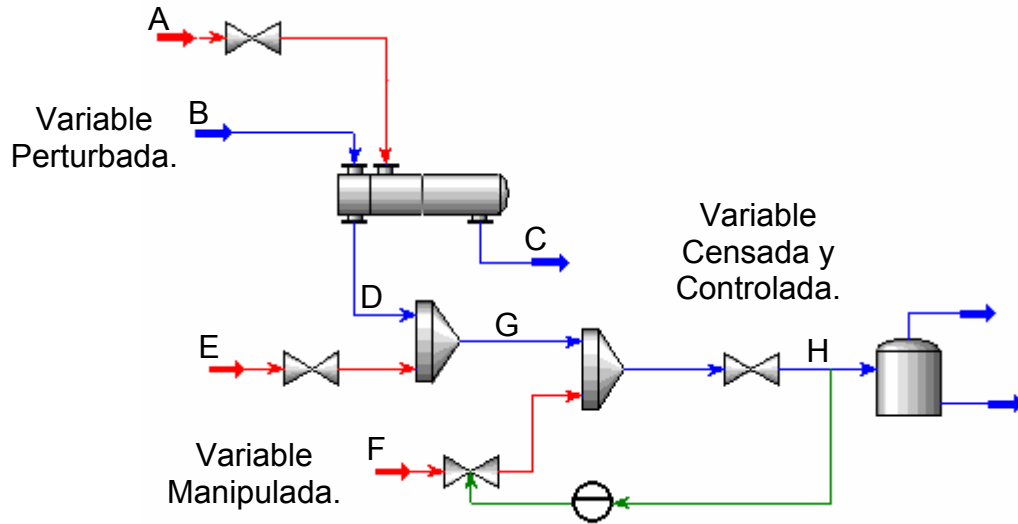 A
B
Variable
Perturbada.
C
Variable
Censada y
Controlada.
D
G
E
H
F
Variable
Manipulada.